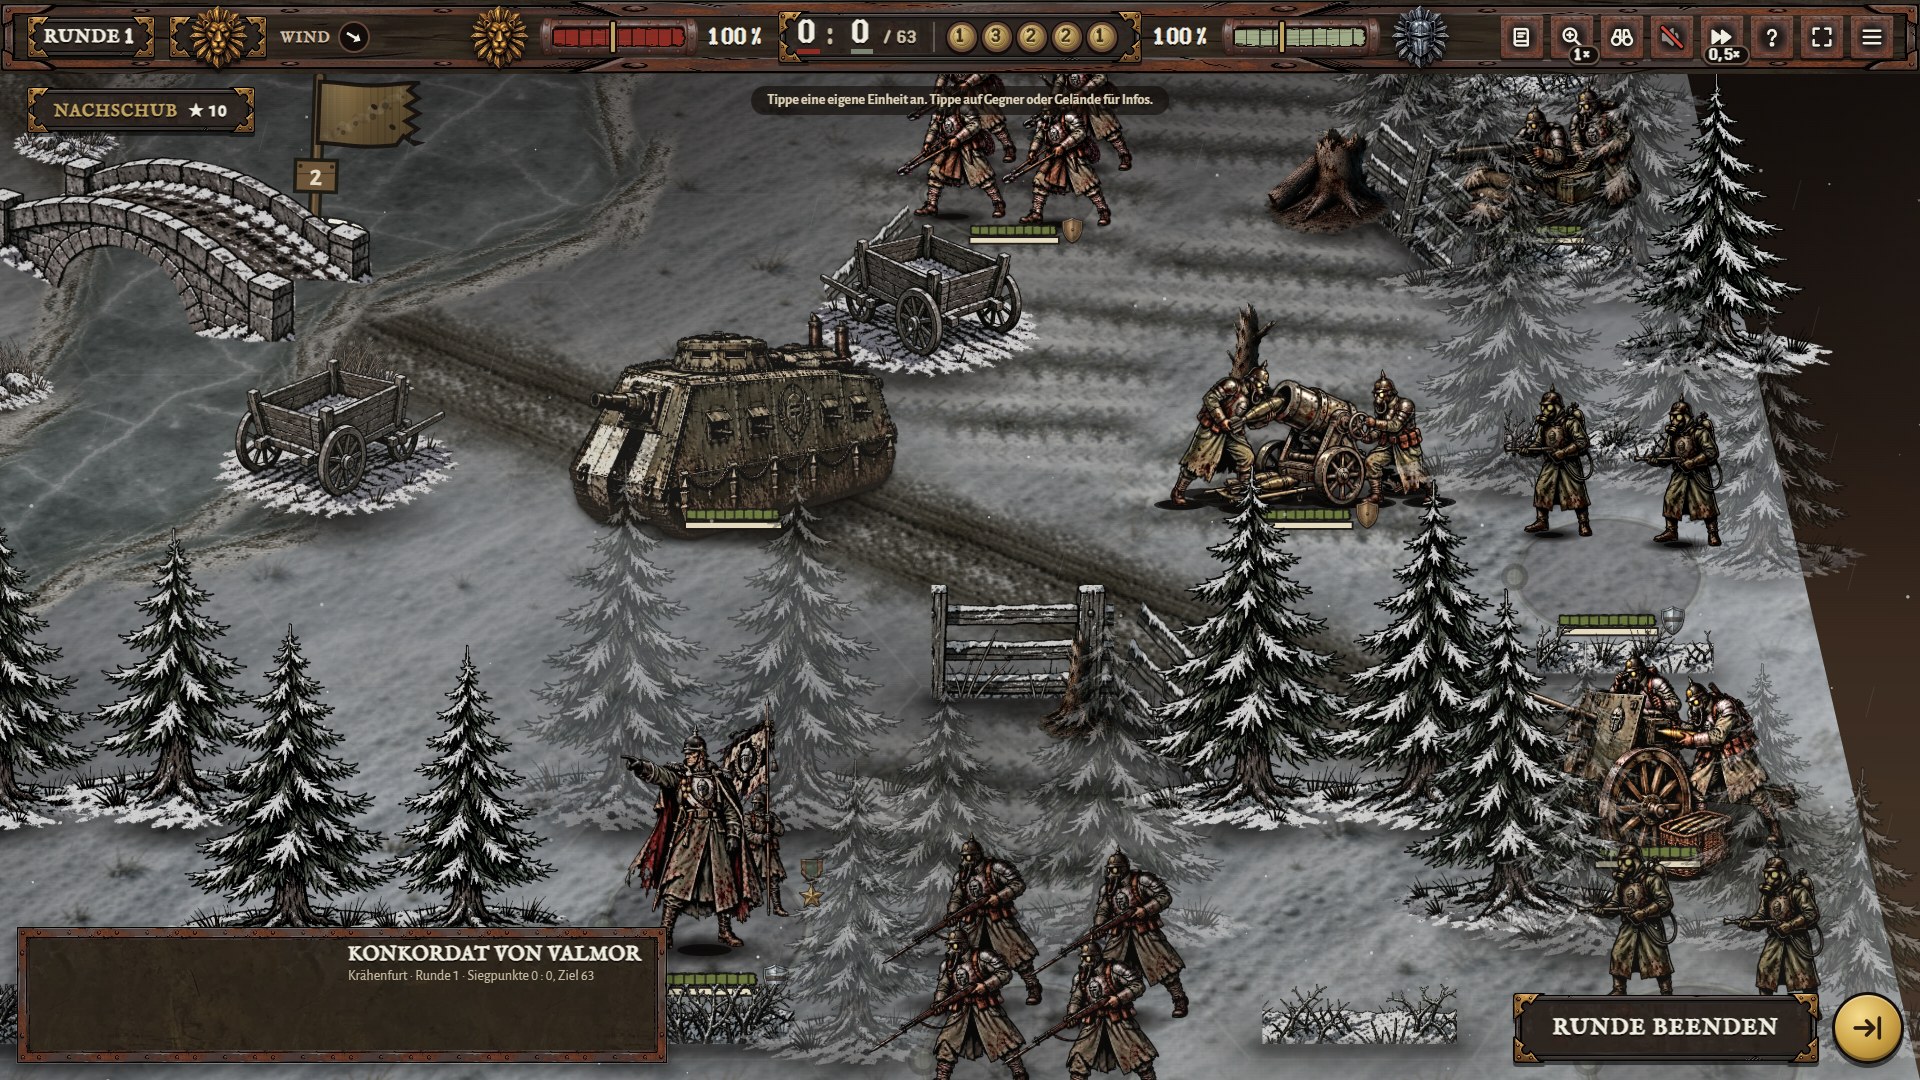 RUNDE 1
WIND
100%
0 : 0 / 63
1 3 2 2 1
100%
1×
0,5×
?
NACHSCHUB ★ 10
Tippe eine eigene Einheit an. Tippe auf Gegner oder Gelände für Infos.
2
KONKORDAT VON VALMOR
Krähenfurt · Runde 1 · Siegpunkte 0 : 0, Ziel 63
RUNDE BEENDEN